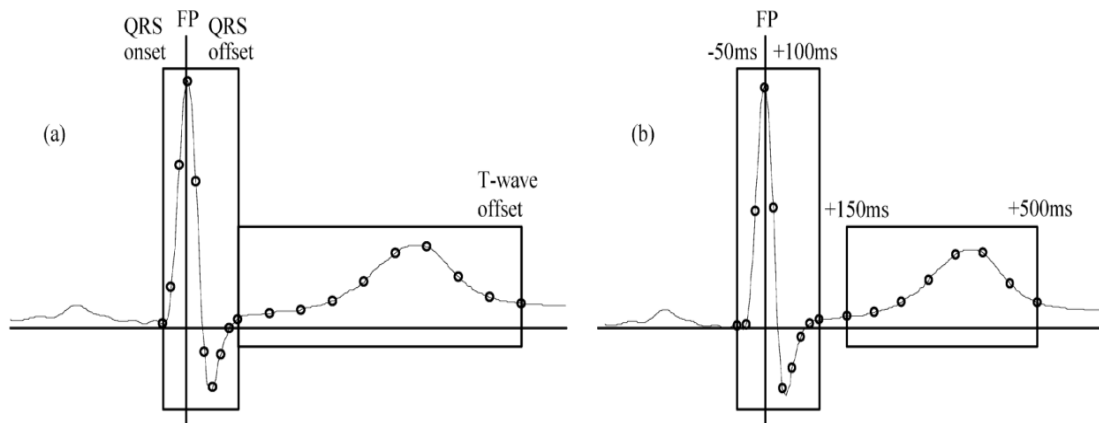 FP
QRS onset
QRS offset
(a)
T-wave offset
FP
-50ms
+100ms
(b)
+150ms
+500ms